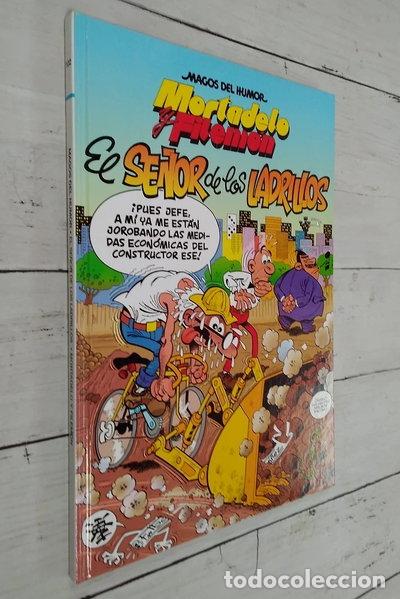 MAGOS DEL HUMOR
Mortadelo
y Filemón
El SEÑOR de los LADRILLOS
¡PUES JEFE,
A MÍ YA ME ESTÁN
JOROBANDO LAS MEDI-
DAS ECONÓMICAS DEL
CONSTRUCTOR ESE!
todocoleccion